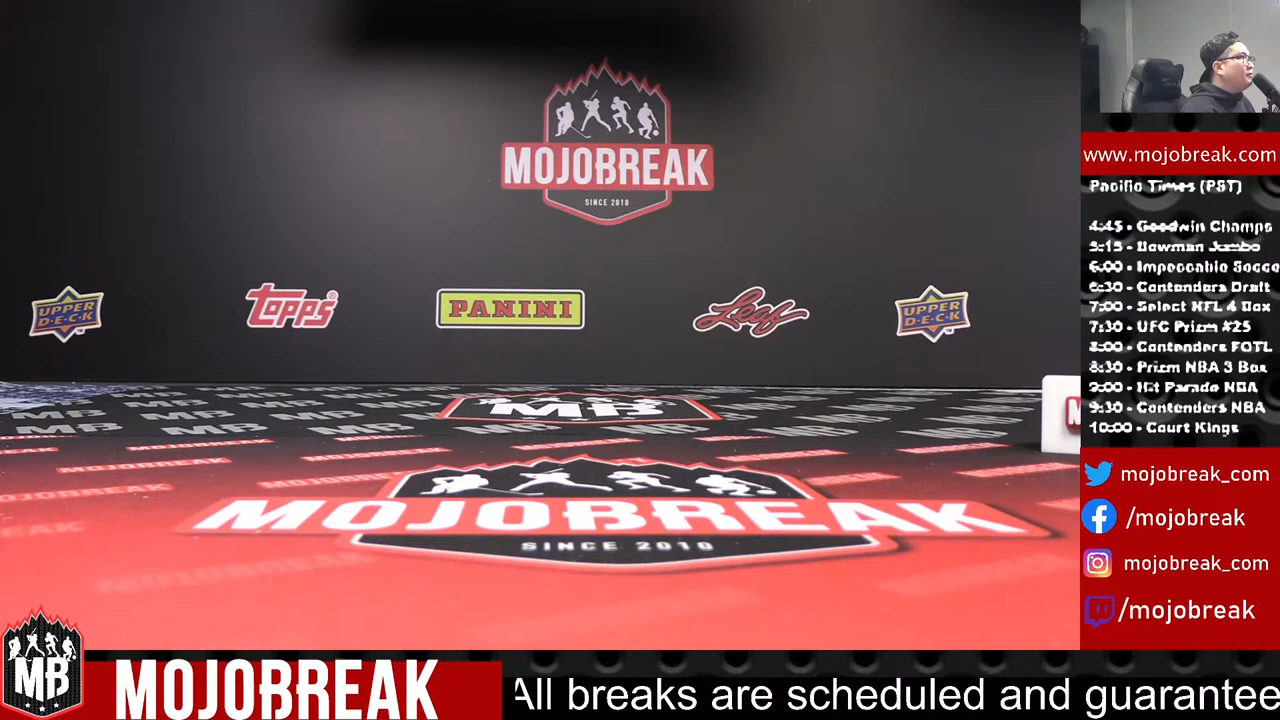 MOJOBREAK
SINCE 2010
UPPER DECK
TOPPS
PANINI
Leaf
UPPER DECK
MB
MOJOBREAK
SINCE 2010
www.mojobreak.com
Pacific Times (PST)
4:45 - Goodwin Champs
5:15 - Bowman Jumbo
6:00 - Impeccable Socce
6:30 - Contenders Draft
7:00 - Select NFL 4 Box
7:30 - UFC Prizm #25
8:00 - Contenders FOTL
8:30 - Prizm NBA 3 Box
9:00 - Hit Parade NBA
9:30 - Contenders NBA
10:00 - Court Kings
mojobreak_com
/mojobreak
mojobreak_com
/mojobreak
MB
MOJOBREAK
All breaks are scheduled and guarantee